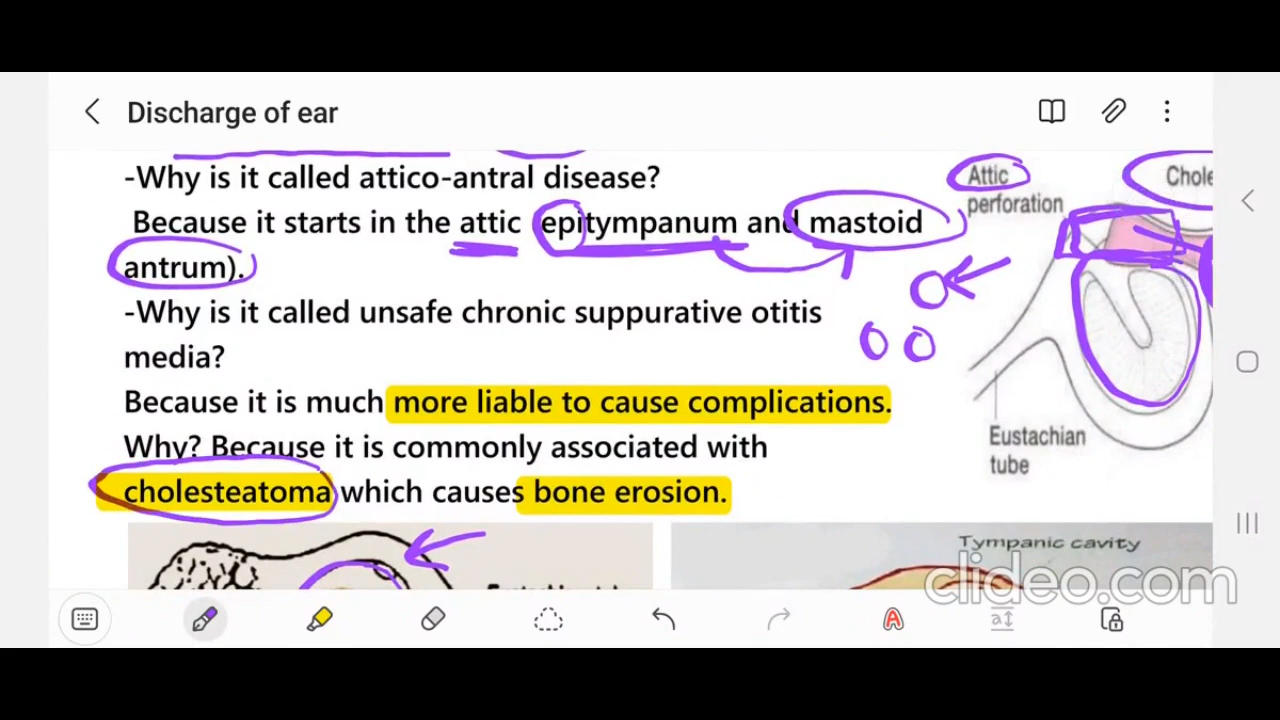 Discharge of ear
-Why is it called attico-antral disease?
Because it starts in the attic (epitympanum and mastoid
antrum).
-Why is it called unsafe chronic suppurative otitis
media?
Because it is much more liable to cause complications.
Why? Because it is commonly associated with
cholesteatoma which causes bone erosion.
Attic
perforation
Chole
Eustachian
tube
Tympanic cavity
clideo.com
A
a